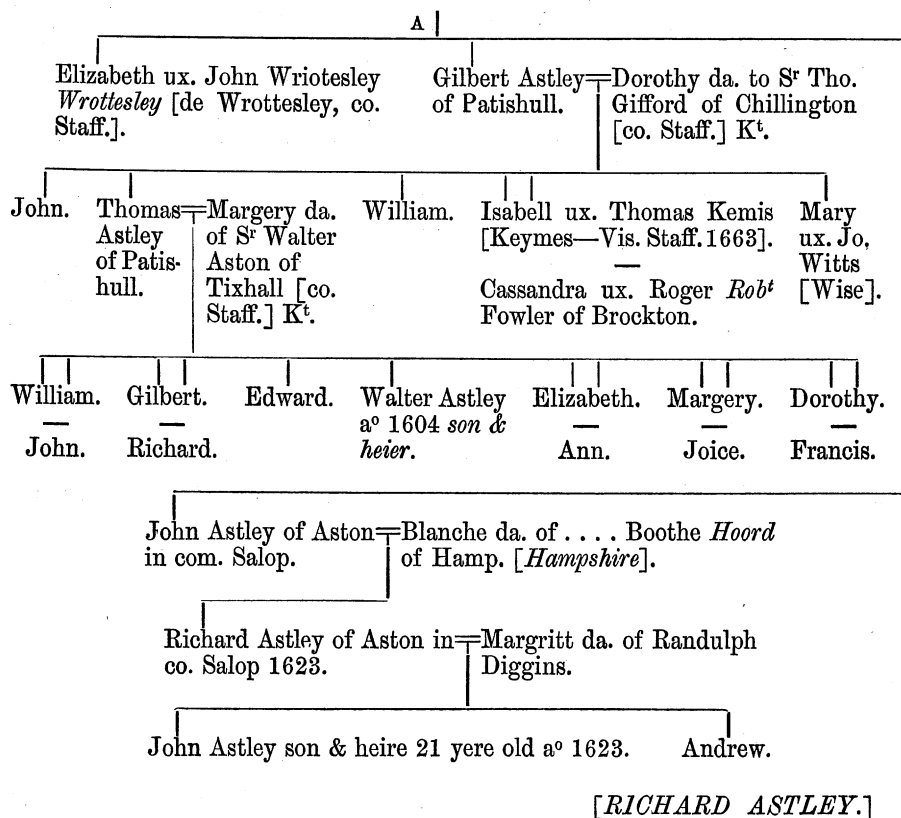 A
Elizabeth ux. John Wriotesley
Wrottesley [de Wrottesley, co.
Staff.].
Gilbert Astley
of Patishull.
Dorothy da. to Sʳ Tho.
Gifford of Chillington
[co. Staff.] Kᵗ.
John.
Thomas
Astley
of Patis-
hull.
Margery da.
of Sʳ Walter
Aston of
Tixhall [co.
Staff.] Kᵗ.
William.
Isabell ux. Thomas Kemis
[Keymes—Vis. Staff. 1663].
—
Cassandra ux. Roger Robᵗ
Fowler of Brockton.
Mary
ux. Jo.
Witts
[Wise].
William.
—
John.
Gilbert.
—
Richard.
Edward.
Walter Astley
aº 1604 son &
heier.
Elizabeth.
—
Ann.
Margery.
—
Joice.
Dorothy.
—
Francis.
John Astley of Aston
in com. Salop.
Blanche da. of . . . . Boothe Hoord
of Hamp. [Hampshire].
Richard Astley of Aston in
co. Salop 1623.
Margritt da. of Randulph
Diggins.
John Astley son & heire 21 yere old aº 1623.
Andrew.
[RICHARD ASTLEY.]